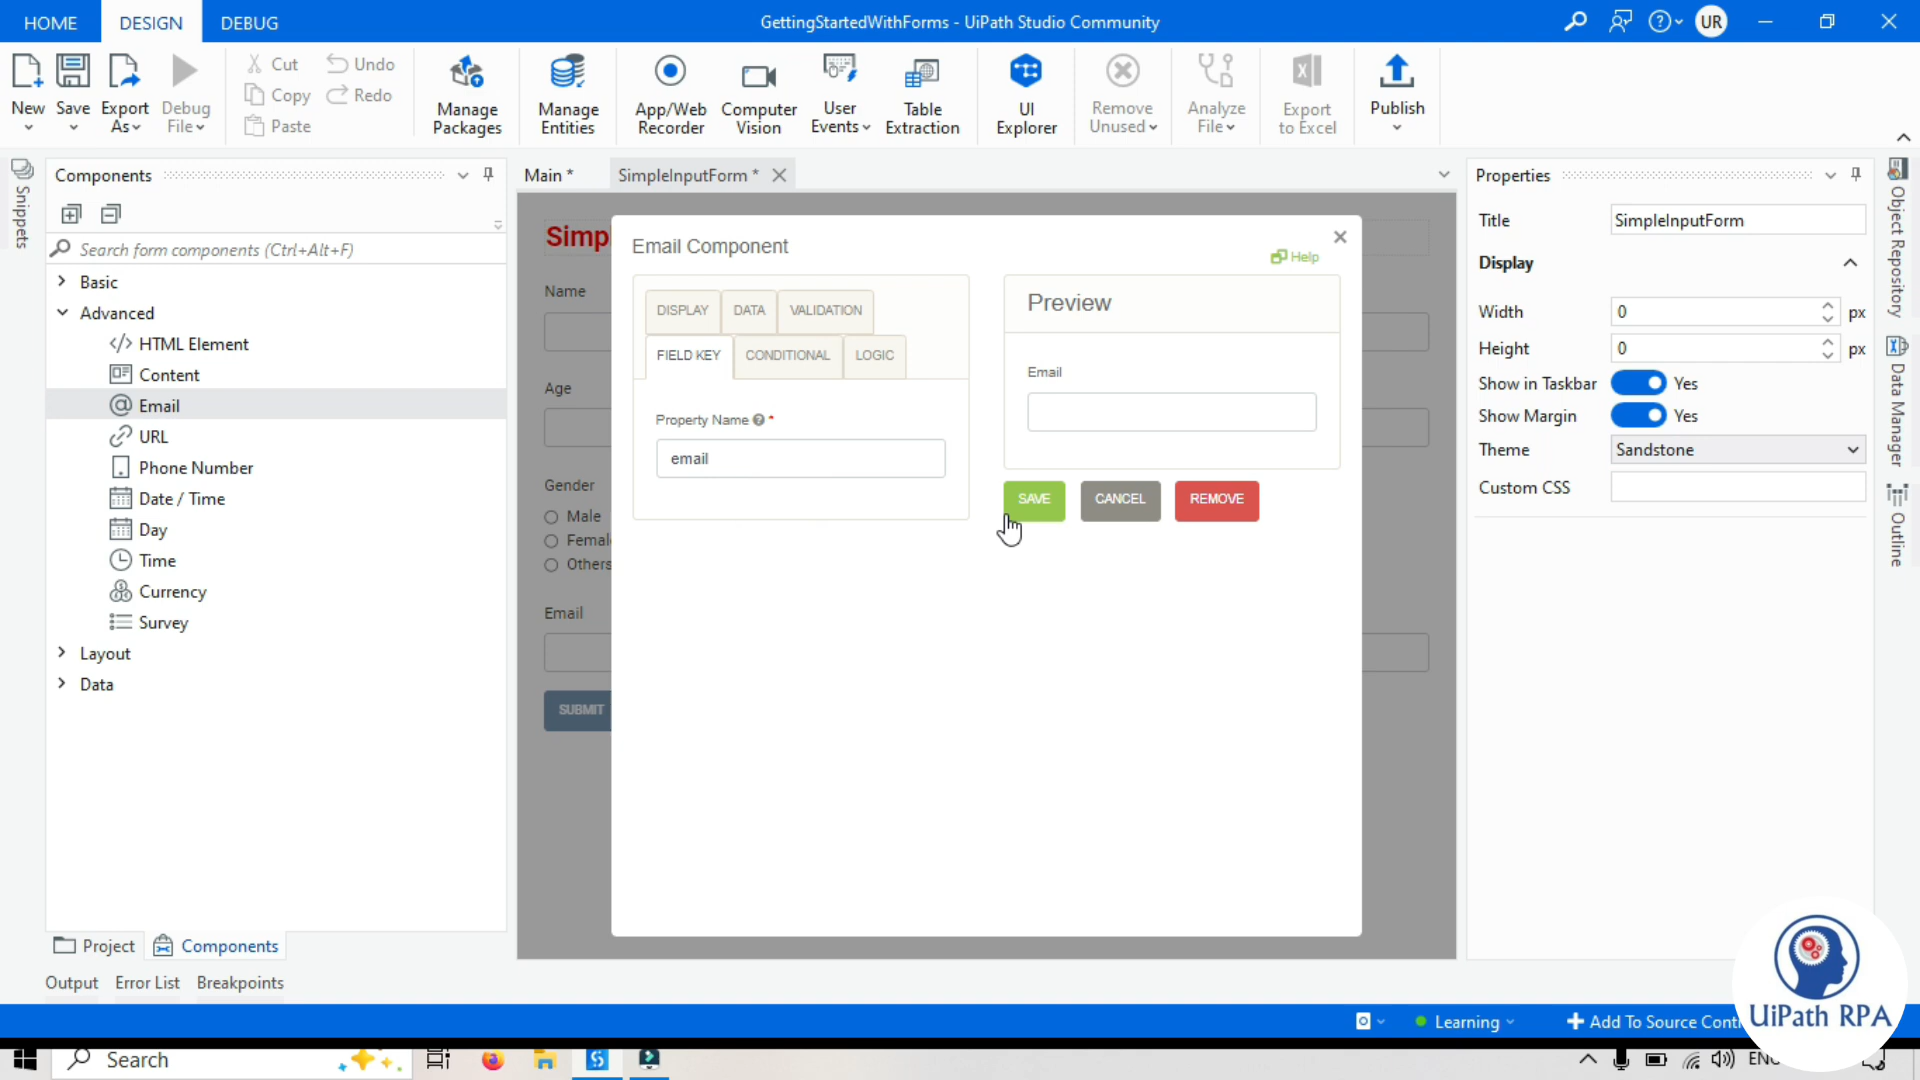 HOME
DESIGN
DEBUG
GettingStartedWithForms - UiPath Studio Community
UR
New
Save
Export
As
Debug
File
Cut
Copy
Paste
Undo
Redo
Manage
Packages
Manage
Entities
App/Web
Recorder
Computer
Vision
User
Events
Table
Extraction
UI
Explorer
Remove
Unused
Analyze
File
Export
to Excel
Publish
Snippets
Components
Search form components (Ctrl+Alt+F)
Basic
Advanced
HTML Element
Content
Email
URL
Phone Number
Date / Time
Day
Time
Currency
Survey
Layout
Data
Project
Components
Output
Error List
Breakpoints
Main *
SimpleInputForm *
Simp
Name
Age
Gender
Male
Femal
Others
Email
SUBMIT
Email Component
Help
DISPLAY
DATA
VALIDATION
FIELD KEY
CONDITIONAL
LOGIC
Property Name *
email
Preview
Email
SAVE
CANCEL
REMOVE
Properties
Title
SimpleInputForm
Display
Width
0
px
Height
0
px
Show in Taskbar
Yes
Show Margin
Yes
Theme
Sandstone
Custom CSS
Object Repository
Data Manager
Outline
Learning
Add To Source Cont
UiPath RPA
Search
ENG